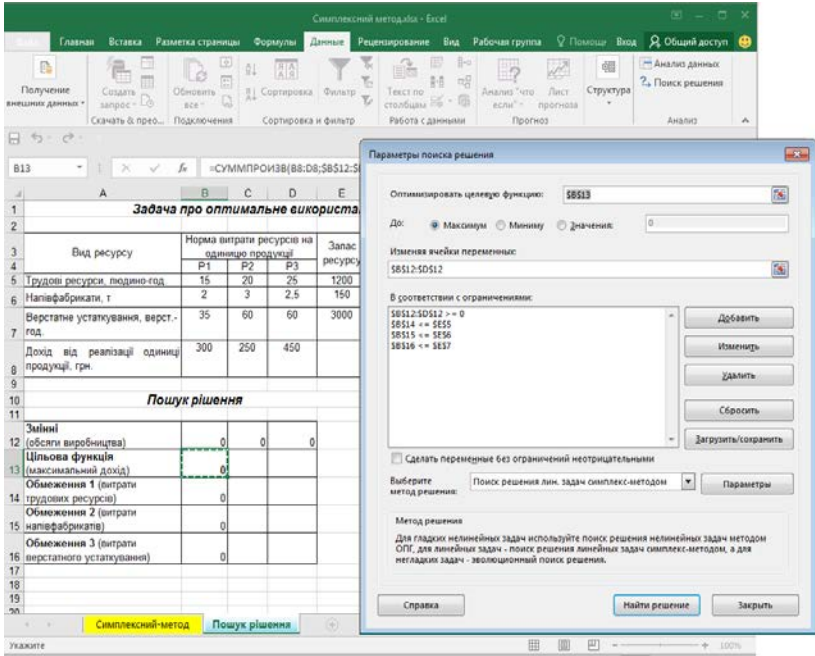 Симплексний метод.xlsx - Excel
Главная Вставка Разметка страницы Формулы Данные Рецензирование Вид Рабочая группа Помощь Вход Общий доступ
Получение внешних данных
Создать запрос
Обновить все
Сортировка
Фильтр
Текст по столбцам
Анализ "что если"
Лист прогноза
Структура
Анализ данных
Поиск решения
Скачать & прео... Подключения Сортировка и фильтр Работа с данными Прогноз Анализ
B13 fx =СУММПРОИЗВ(B8:D8;$B$12:$
A B C D E
1 Задача про оптимальне використа
2
3 Вид ресурсу Норма витрати ресурсів на одиницю продукції Запас ресурсу
4 P1 P2 P3
5 Трудові ресурси, людино-год 15 20 25 1200
6 Напівфабрикати, т 2 3 2,5 150
7 Верстатне устаткування, верст.-год. 35 60 60 3000
8 Дохід від реалізації одиниці продукції, грн. 300 250 450
9
10 Пошук рішення
11
12 Змінні (обсяги виробництва) 0 0 0
13 Цільова функція (максимальний дохід) 0
14 Обмеження 1 (витрати трудових ресурсів) 0
15 Обмеження 2 (витрати напівфабрикатів) 0
16 Обмеження 3 (витрати верстатного устаткування) 0
17
18
19
20
Симплексний-метод Пошук рішення
Укажите 100%
Параметры поиска решения
Оптимизировать целевую функцию: $B$13
До: Максимум Миниму Значения: 0
Изменяя ячейки переменных:
$B$12:$D$12
В соответствии с ограничениями:
$B$12:$D$12 >= 0
$B$14 <= $E$5
$B$15 <= $E$6
$B$16 <= $E$7
Добавить
Изменить
Удалить
Сбросить
Загрузить/сохранить
Сделать переменные без ограничений неотрицательными
Выберите метод решения: Поиск решения лин. задач симплекс-методом Параметры
Метод решения
Для гладких нелинейных задач используйте поиск решения нелинейных задач методом
ОПГ, для линейных задач - поиск решения линейных задач симплекс-методом, а для
негладких задач - эволюционный поиск решения.
Справка Найти решение Закрыть